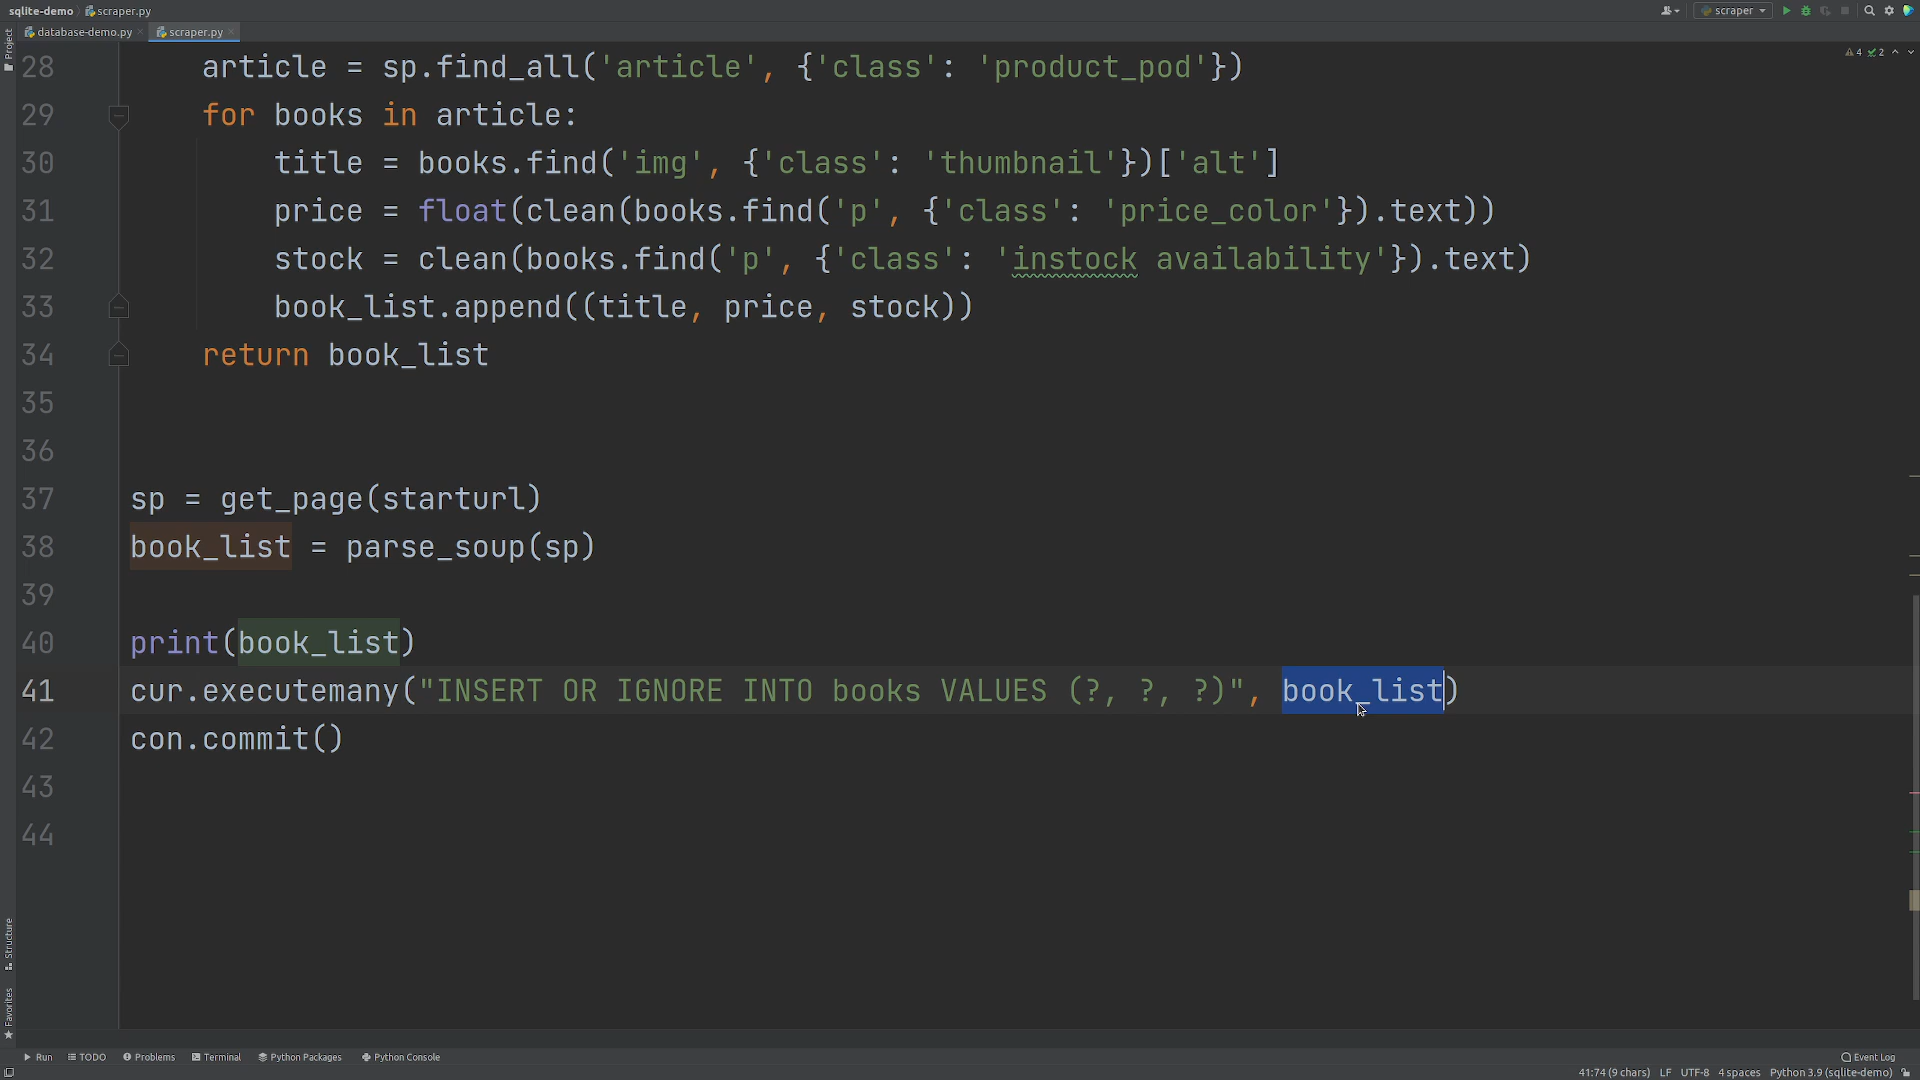 sqlite-demo scraper.py
scraper
database-demo.py scraper.py
4 2
Project
28 article = sp.find_all('article', {'class': 'product_pod'})
29 for books in article:
30 title = books.find('img', {'class': 'thumbnail'})['alt']
31 price = float(clean(books.find('p', {'class': 'price_color'}).text))
32 stock = clean(books.find('p', {'class': 'instock availability'}).text)
33 book_list.append((title, price, stock))
34 return book_list
35
36
37 sp = get_page(starturl)
38 book_list = parse_soup(sp)
39
40 print(book_list)
41 cur.executemany("INSERT OR IGNORE INTO books VALUES (?, ?, ?)", book_list)
42 con.commit()
43
44
Structure
Favorites
Run TODO Problems Terminal Python Packages Python Console Event Log
41:74 (9 chars) LF UTF-8 4 spaces Python 3.9 (sqlite-demo)